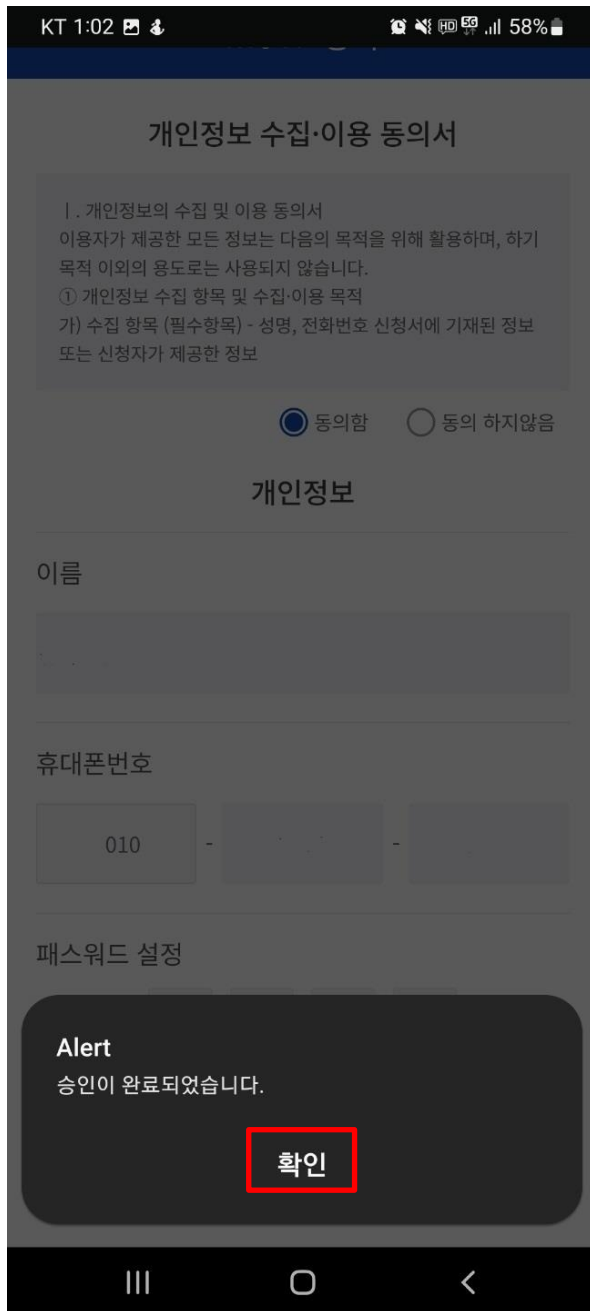 KT 1:02
HD 5G 58%
개인정보 수집·이용 동의서
Ⅰ. 개인정보의 수집 및 이용 동의서
이용자가 제공한 모든 정보는 다음의 목적을 위해 활용하며, 하기
목적 이외의 용도로는 사용되지 않습니다.
① 개인정보 수집 항목 및 수집·이용 목적
가) 수집 항목 (필수항목) - 성명, 전화번호 신청서에 기재된 정보
또는 신청자가 제공한 정보
동의함 동의 하지않음
개인정보
이름
휴대폰번호
010 - -
패스워드 설정
Alert
승인이 완료되었습니다.
확인